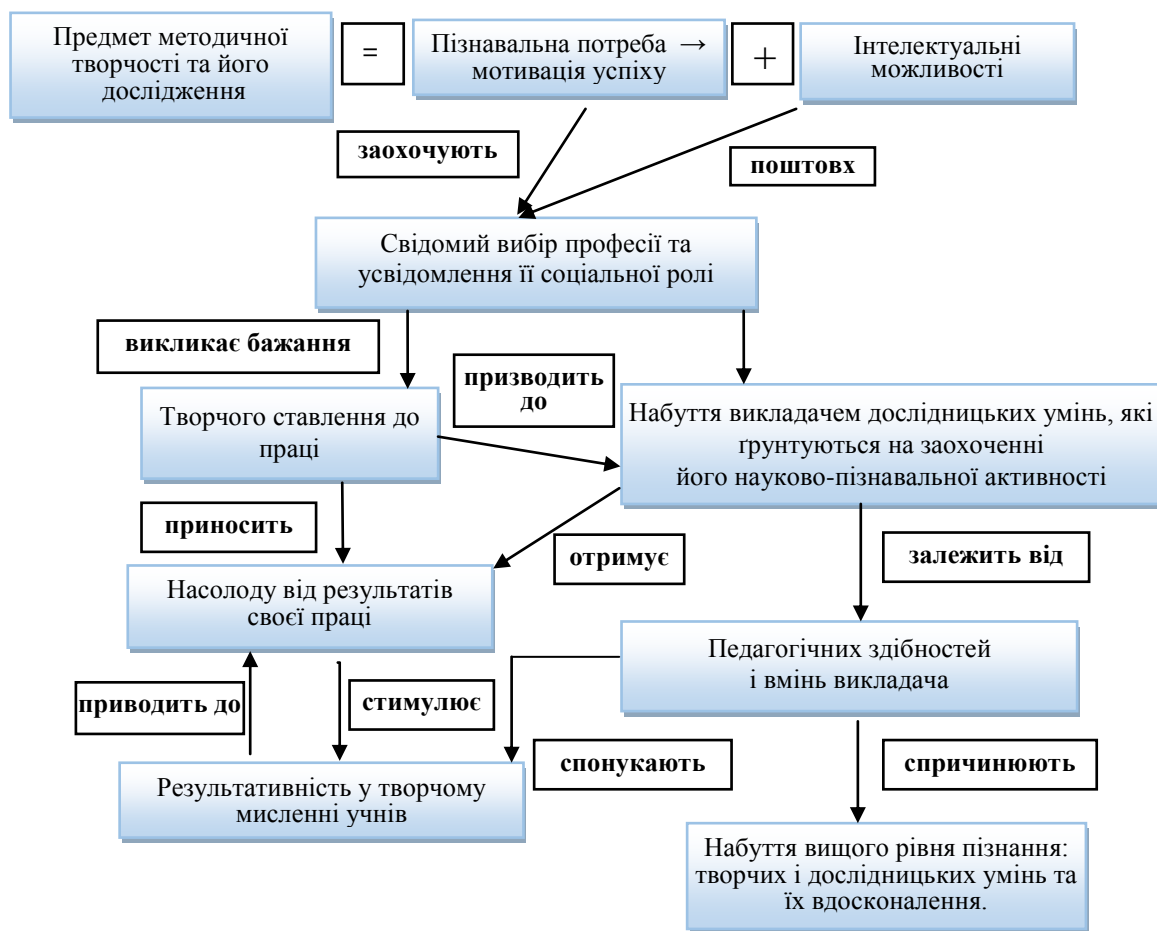 Предмет методичної
творчості та його
дослідження
=
Пізнавальна потреба →
мотивація успіху
+
Інтелектуальні
можливості
заохочують
поштовх
Свідомий вибір професії та
усвідомлення її соціальної ролі
викликає бажання
призводить
до
Творчого ставлення до
праці
Набуття викладачем дослідницьких умінь, які
ґрунтуються на заохоченні
його науково-пізнавальної активності
приносить
отримує
залежить від
Насолоду від результатів
своєї праці
Педагогічних здібностей
і вмінь викладача
приводить до
стимулює
спонукають
спричинюють
Результативність у творчому
мисленні учнів
Набуття вищого рівня пізнання:
творчих і дослідницьких умінь та
їх вдосконалення.